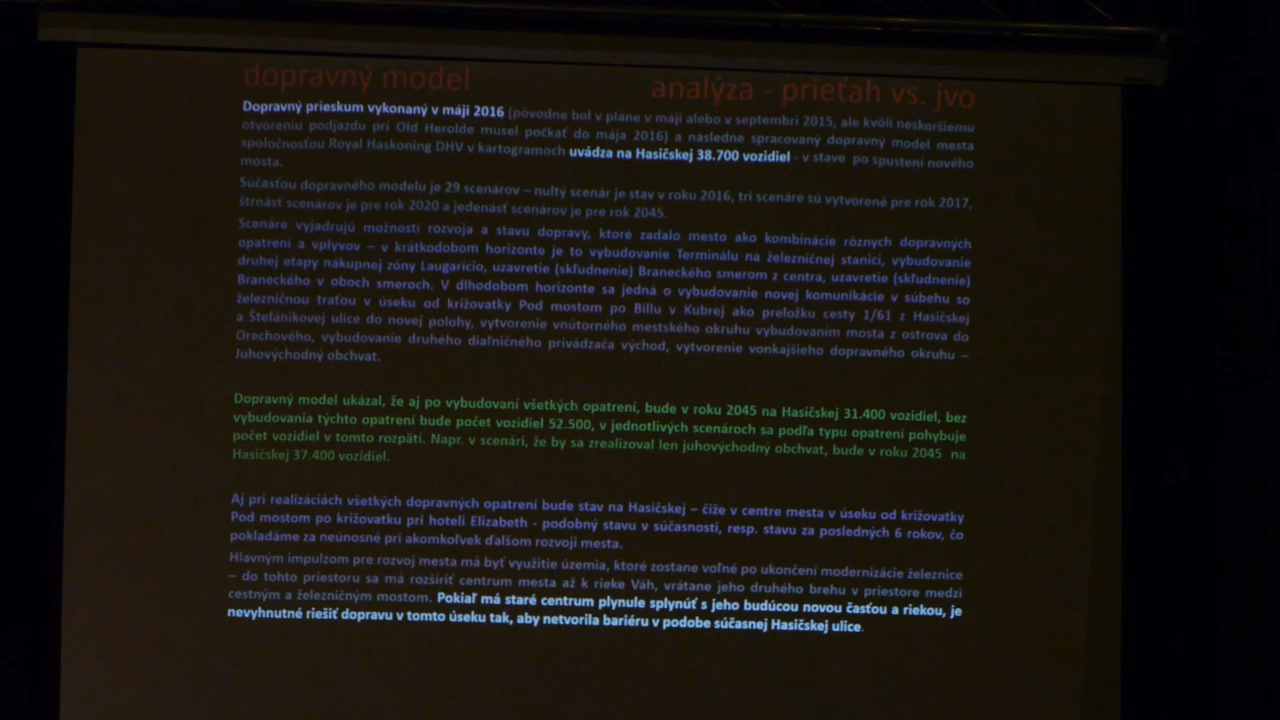 dopravný model
analýza - prieťah vs. jvo
Dopravný prieskum vykonaný v máji 2016 (pôvodne bol v pláne v máji alebo v septembri 2015, ale kvôli neskoršiemu
otvoreniu podjazdu pri Old Herolde musel počkať do mája 2016) a následne spracovaný dopravný model mesta
spoločnosťou Royal Haskoning DHV v kartogramoch uvádza na Hasičskej 38.700 vozidiel - v stave po spustení nového
mosta.
Súčasťou dopravného modelu je 29 scenárov – nultý scenár je stav v roku 2016, tri scenáre sú vytvorené pre rok 2017,
štrnásť scenárov je pre rok 2020 a jedenásť scenárov je pre rok 2045.
Scenáre vyjadrujú možnosti rozvoja a stavu dopravy, ktoré zadalo mesto ako kombinácie rôznych dopravných
opatrení a vplyvov – v krátkodobom horizonte je to vybudovanie Terminálu na železničnej stanici, vybudovanie
druhej etapy nákupnej zóny Laugarício, uzavretie (skľudnenie) Braneckého smerom z centra, uzavretie (skľudnenie)
Braneckého v oboch smeroch. V dlhodobom horizonte sa jedná o vybudovanie novej komunikácie v súbehu so
železničnou traťou v úseku od križovatky Pod mostom po Billu v Kubrej ako preložku cesty 1/61 z Hasičskej
a Štefánikovej ulice do novej polohy, vytvorenie vnútorného mestského okruhu vybudovaním mosta z ostrova do
Orechového, vybudovanie druhého diaľničného privádzača východ, vytvorenie vonkajšieho dopravného okruhu –
Juhovýchodný obchvat.
Dopravný model ukázal, že aj po vybudovaní všetkých opatrení, bude v roku 2045 na Hasičskej 31.400 vozidiel, bez
vybudovania týchto opatrení bude počet vozidiel 52.500, v jednotlivých scenároch sa podľa typu opatrení pohybuje
počet vozidiel v tomto rozpätí. Napr. v scenári, že by sa zrealizoval len juhovýchodný obchvat, bude v roku 2045 na
Hasičskej 37.400 vozidiel.
Aj pri realizáciách všetkých dopravných opatrení bude stav na Hasičskej – čiže v centre mesta v úseku od križovatky
Pod mostom po križovatku pri hoteli Elizabeth - podobný stavu v súčasnosti, resp. stavu za posledných 6 rokov, čo
pokladáme za neúnosné pri akomkoľvek ďalšom rozvoji mesta.
Hlavným impulzom pre rozvoj mesta má byť využitie územia, ktoré zostane voľné po ukončení modernizácie železnice
– do tohto priestoru sa má rozšíriť centrum mesta až k rieke Váh, vrátane jeho druhého brehu v priestore medzi
cestným a železničným mostom. Pokiaľ má staré centrum plynule splynúť s jeho budúcou novou časťou a riekou, je
nevyhnutné riešiť dopravu v tomto úseku tak, aby netvorila bariéru v podobe súčasnej Hasičskej ulice.